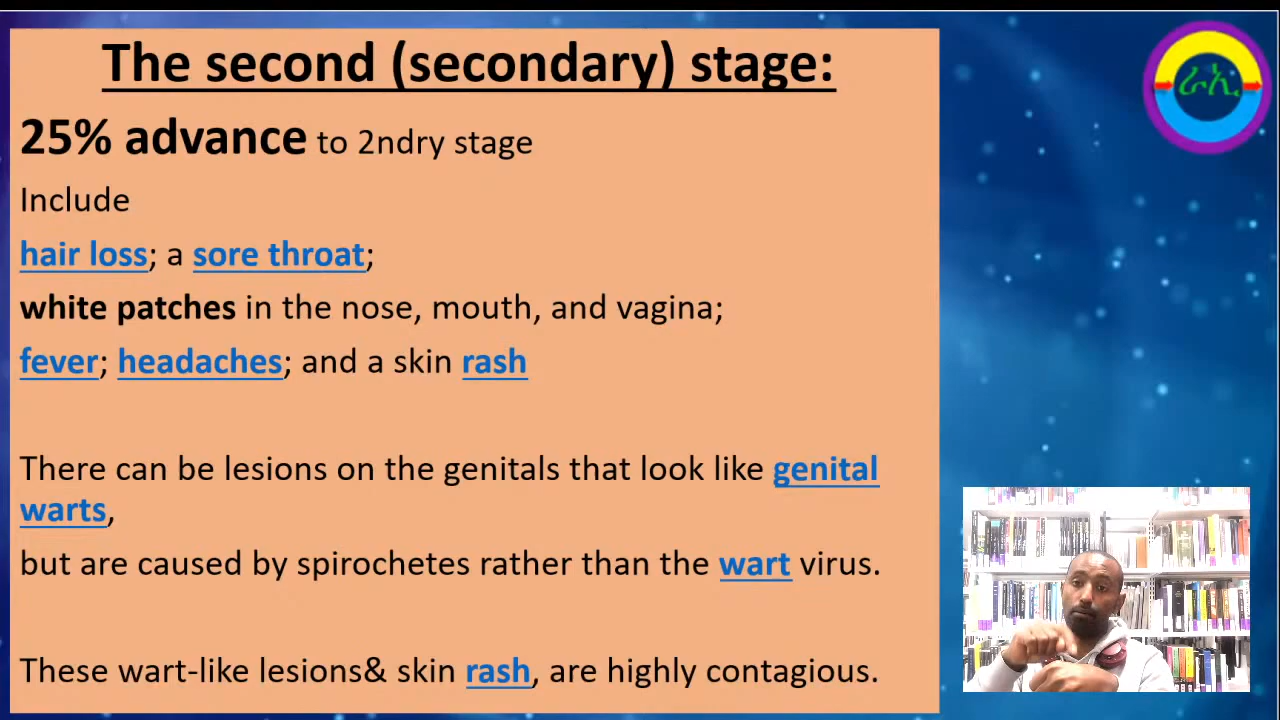 The second (secondary) stage:
25% advance to 2ndry stage
Include
hair loss; a sore throat;
white patches in the nose, mouth, and vagina;
fever; headaches; and a skin rash
There can be lesions on the genitals that look like genital
warts,
but are caused by spirochetes rather than the wart virus.
These wart-like lesions& skin rash, are highly contagious.
ራኢ